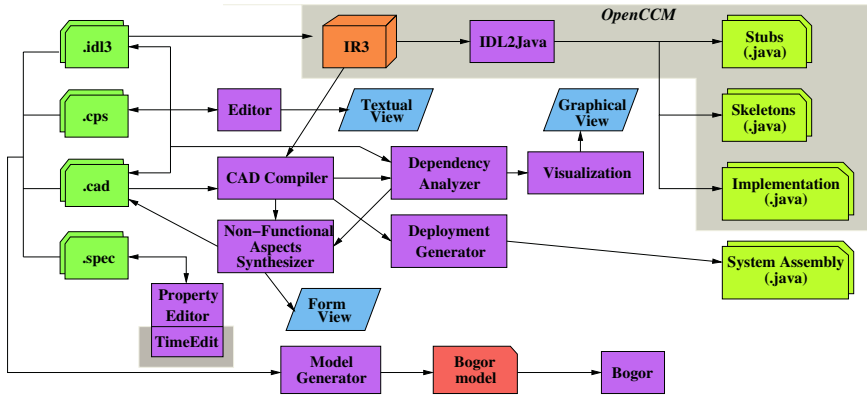 OpenCCM
.idl3
IR3
IDL2Java
Stubs
(.java)
.cps
Editor
Textual
View
Graphical
View
Skeletons
(.java)
.cad
CAD Compiler
Dependency
Analyzer
Visualization
Implementation
(.java)
Non−Functional
Aspects
Synthesizer
Deployment
Generator
.spec
System Assembly
(.java)
Property
Editor
TimeEdit
Form
View
Model
Generator
Bogor
model
Bogor